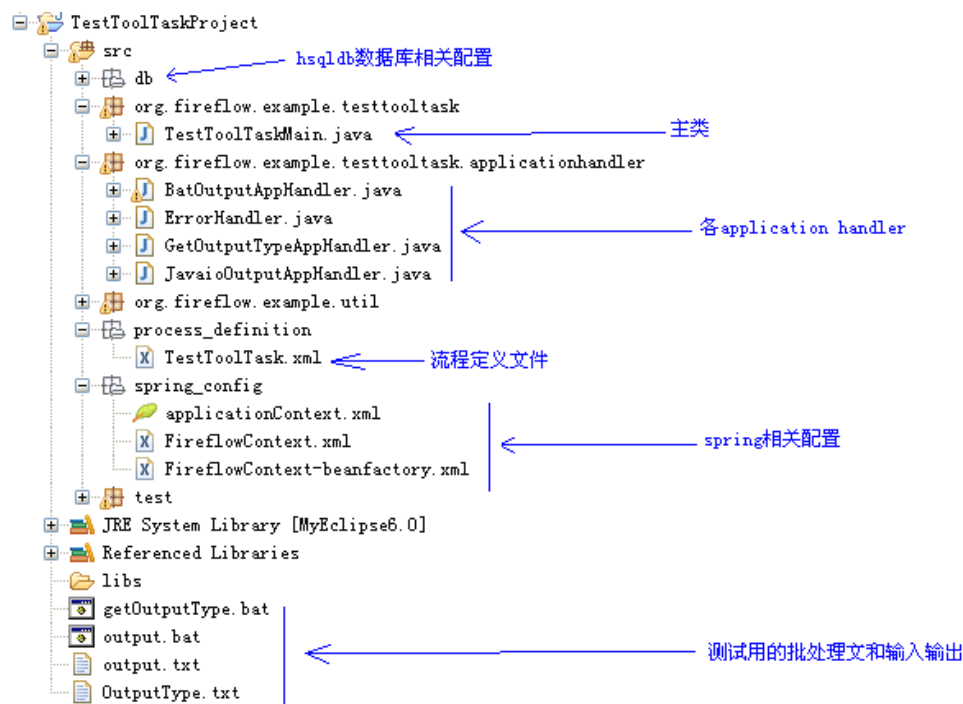 TestToolTaskProject
src
hsqldb数据库相关配置
db
org.fireflow.example.testtooltask
TestToolTaskMain.java
主类
org.fireflow.example.testtooltask.applicationhandler
BatOutputAppHandler.java
ErrorHandler.java
各application handler
GetOutputTypeAppHandler.java
JavaioOutputAppHandler.java
org.fireflow.example.util
process_definition
TestToolTask.xml
流程定义文件
spring_config
applicationContext.xml
FireflowContext.xml
spring相关配置
FireflowContext-beanfactory.xml
test
JRE System Library [MyEclipse6.0]
Referenced Libraries
libs
getOutputType.bat
output.bat
测试用的批处理文和输入输出
output.txt
OutputType.txt